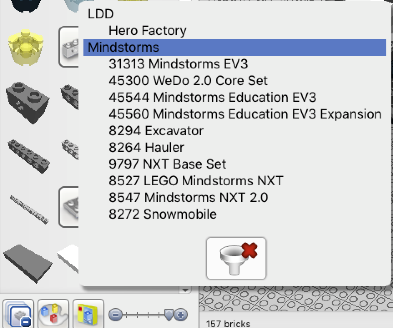 LDD
Hero Factory
Mindstorms
31313 Mindstorms EV3
45300 WeDo 2.0 Core Set
45544 Mindstorms Education EV3
45560 Mindstorms Education EV3 Expansion
8294 Excavator
8264 Hauler
9797 NXT Base Set
8527 LEGO Mindstorms NXT
8547 Mindstorms NXT 2.0
8272 Snowmobile
157 bricks